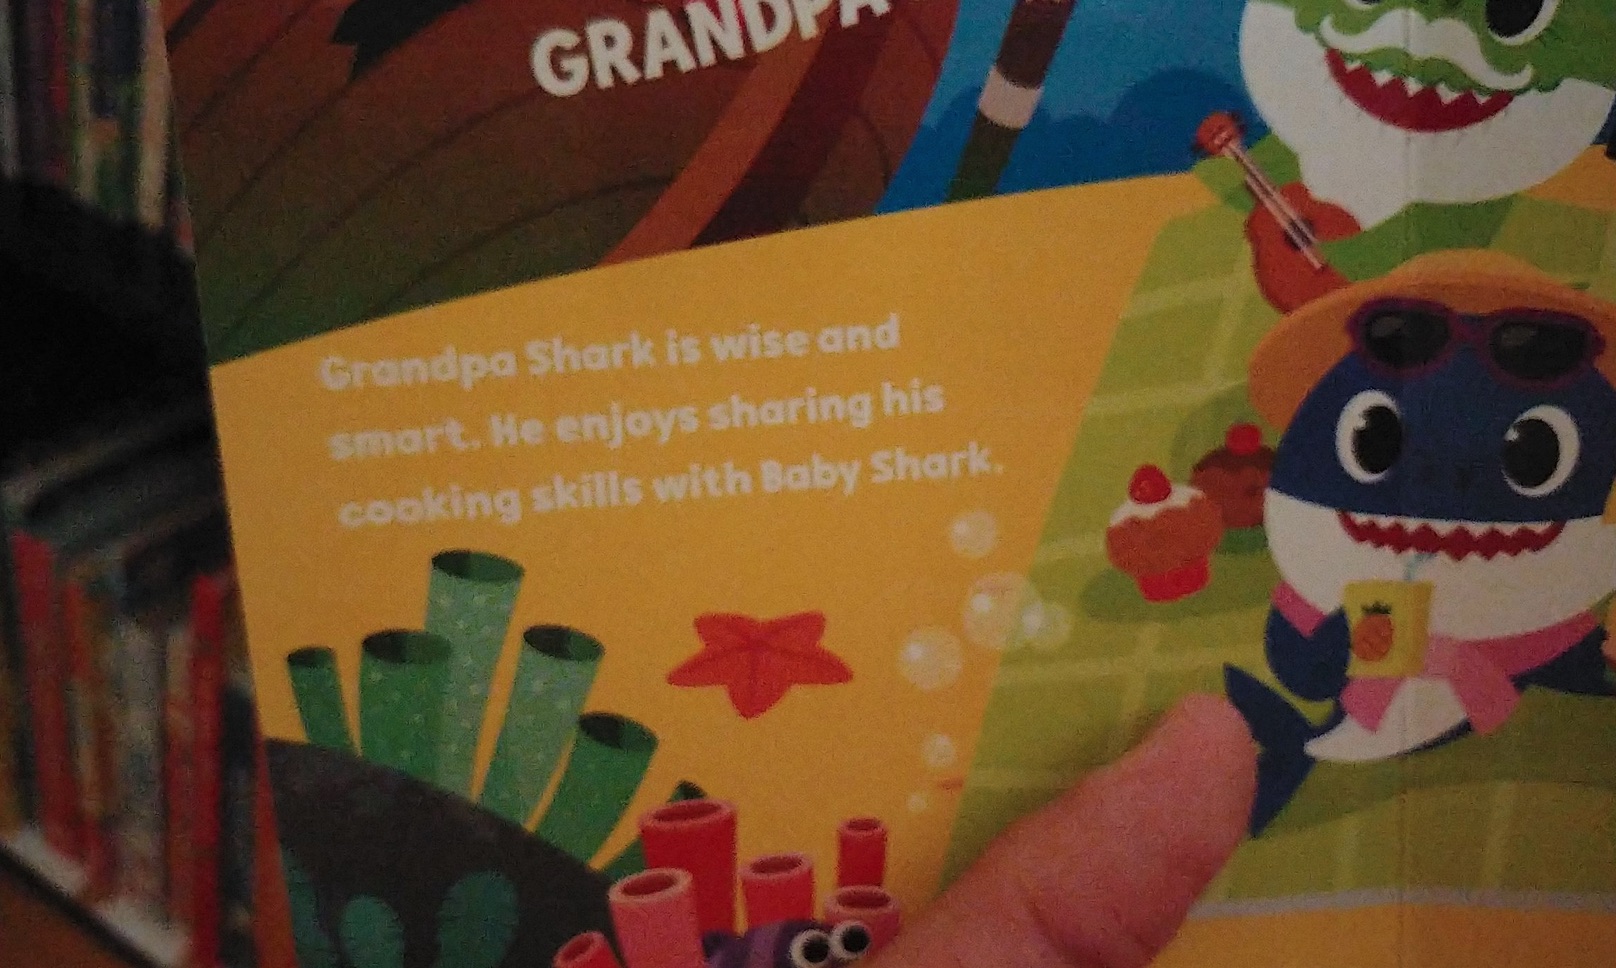 GRANDPA
Grandpa Shark is wise and
smart. He enjoys sharing his
cooking skills with Baby Shark.